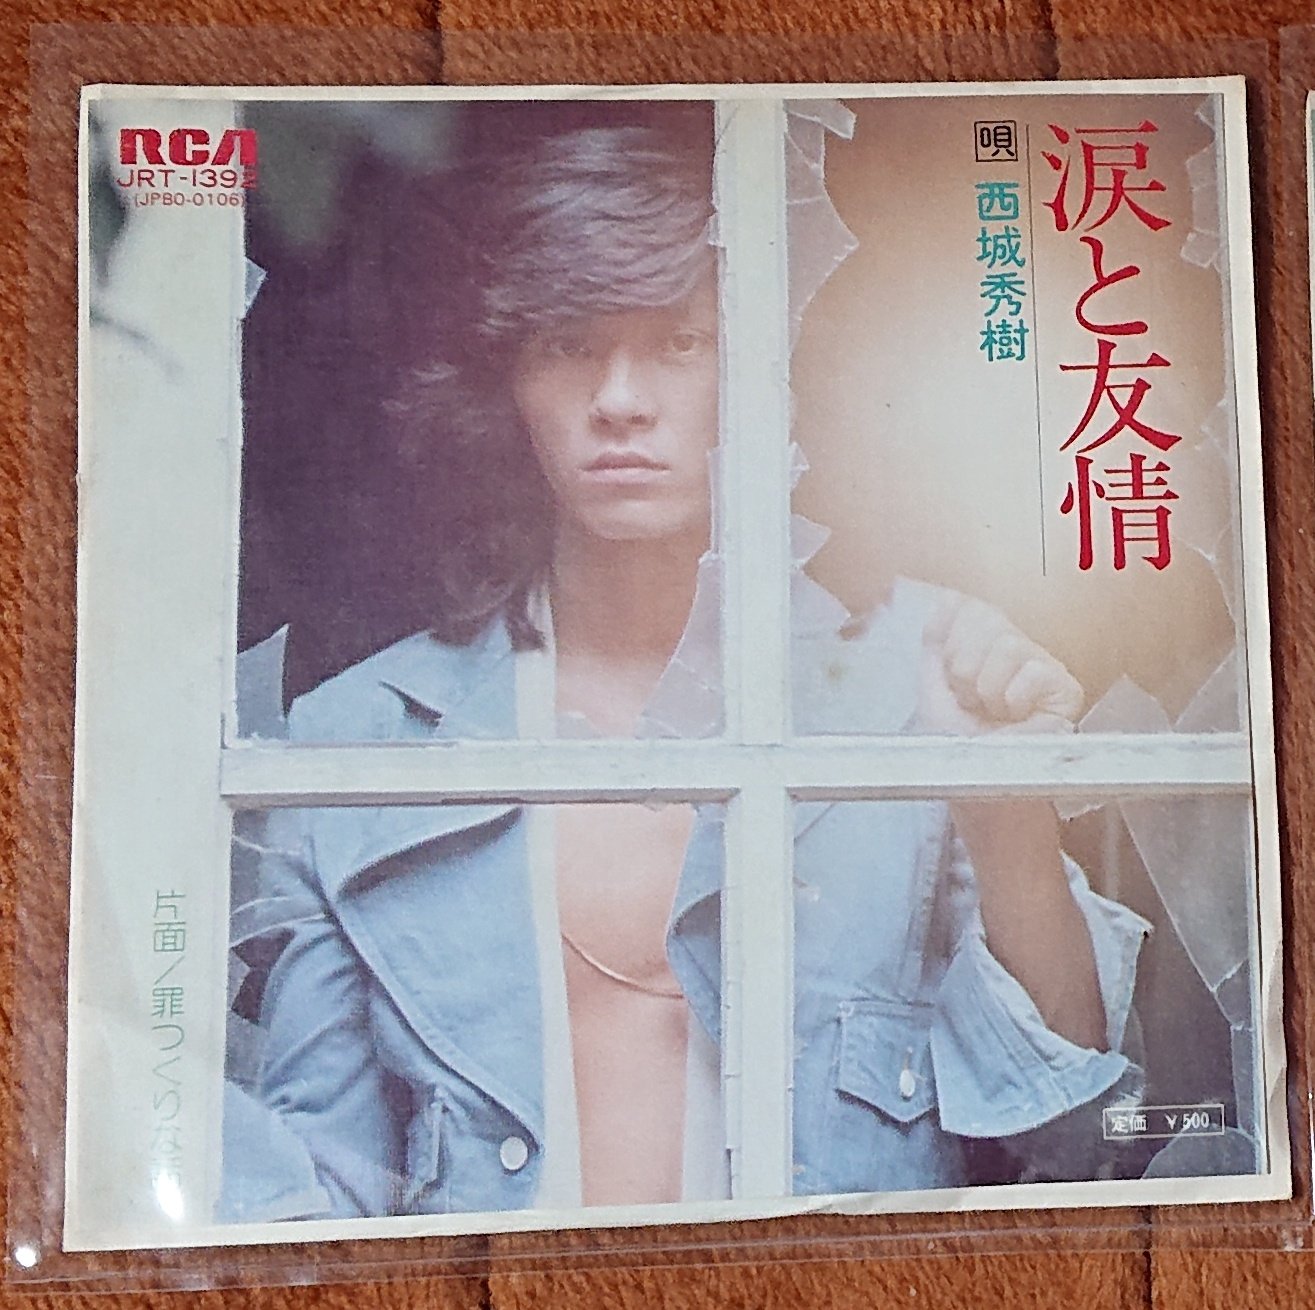 RCA
JRT-1392
(JPBO-0106)
涙と友情
唄 西城秀樹
片面/罪つくりな
定価 ¥500